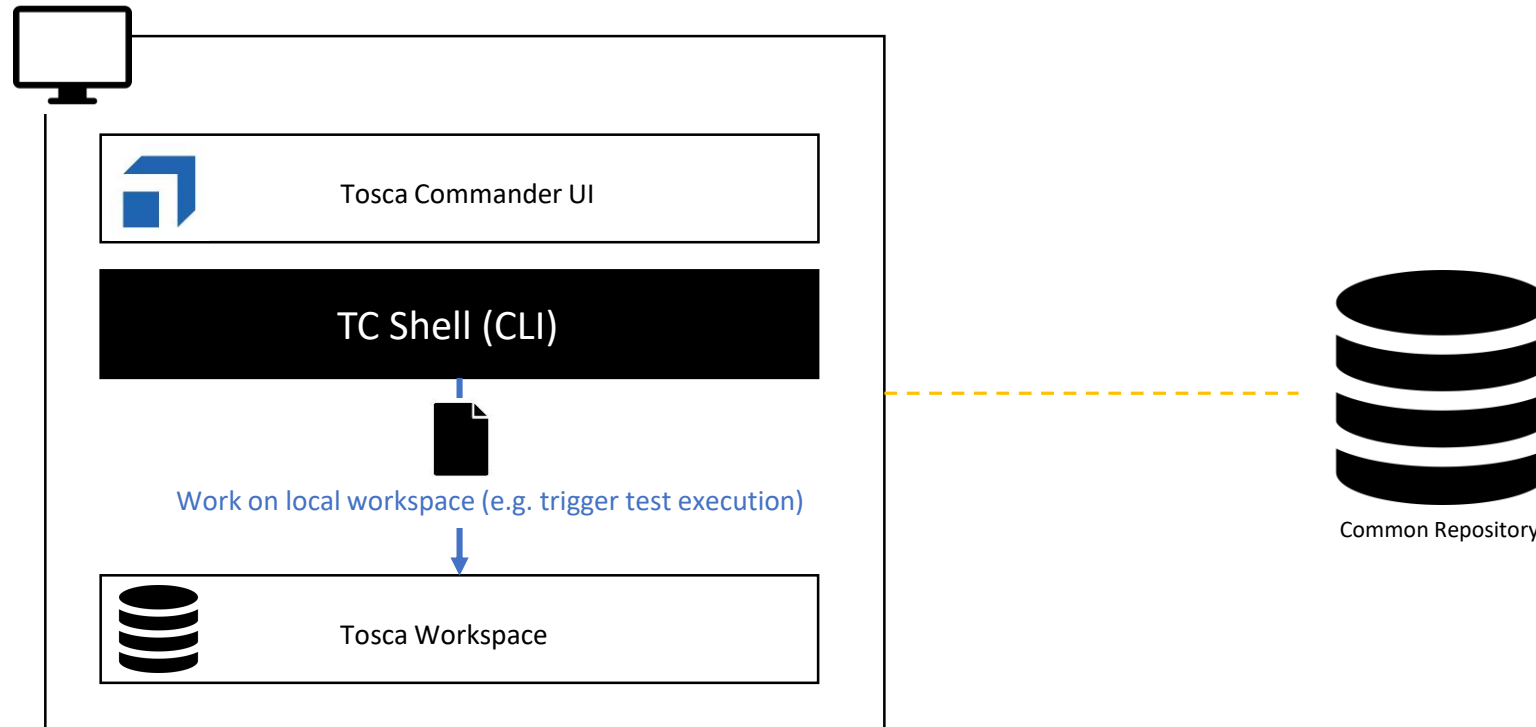 Tosca Commander UI
TC Shell (CLI)
Work on local workspace (e.g. trigger test execution)
Common Repository
Tosca Workspace